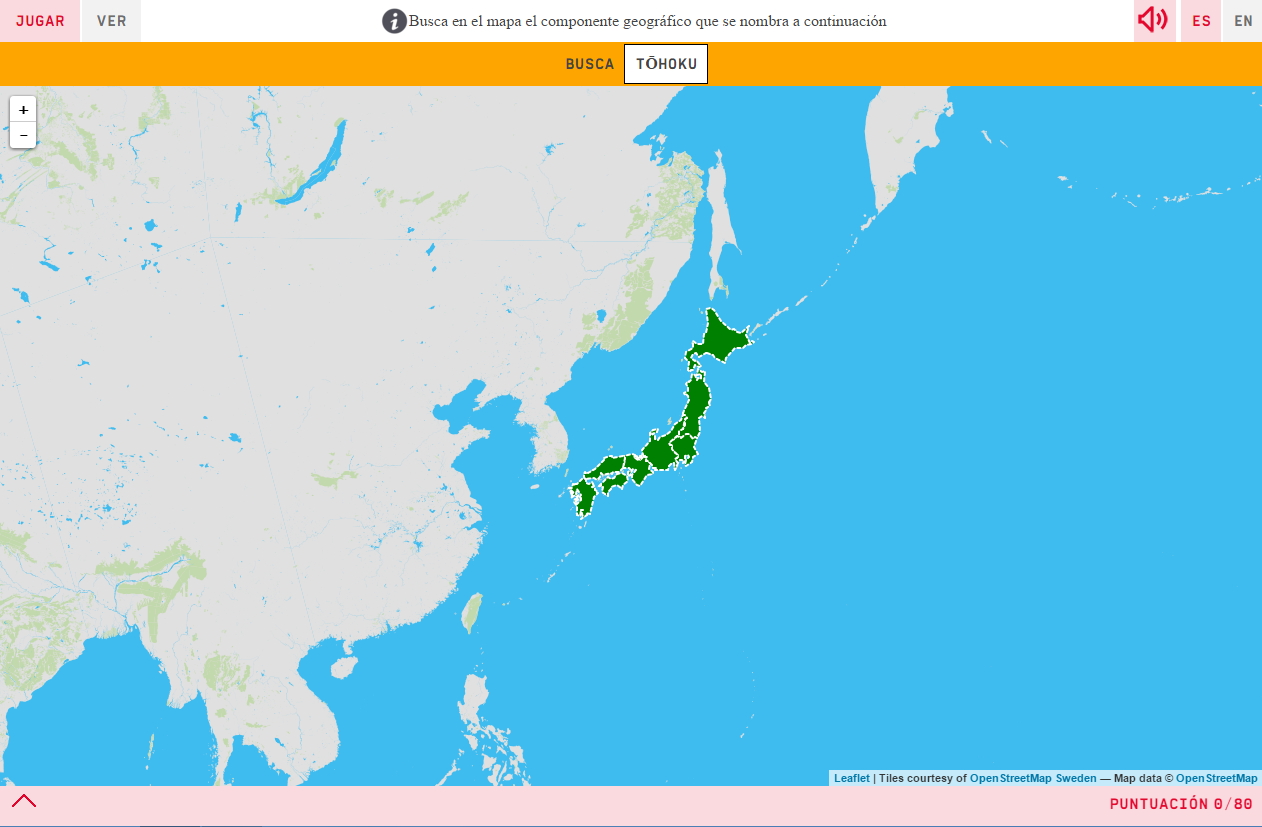 JUGAR VER Busca en el mapa el componente geográfico que se nombra a continuación ES EN
BUSCA TŌHOKU
+
−
Leaflet | Tiles courtesy of OpenStreetMap Sweden — Map data © OpenStreetMap
PUNTUACIÓN 0/80